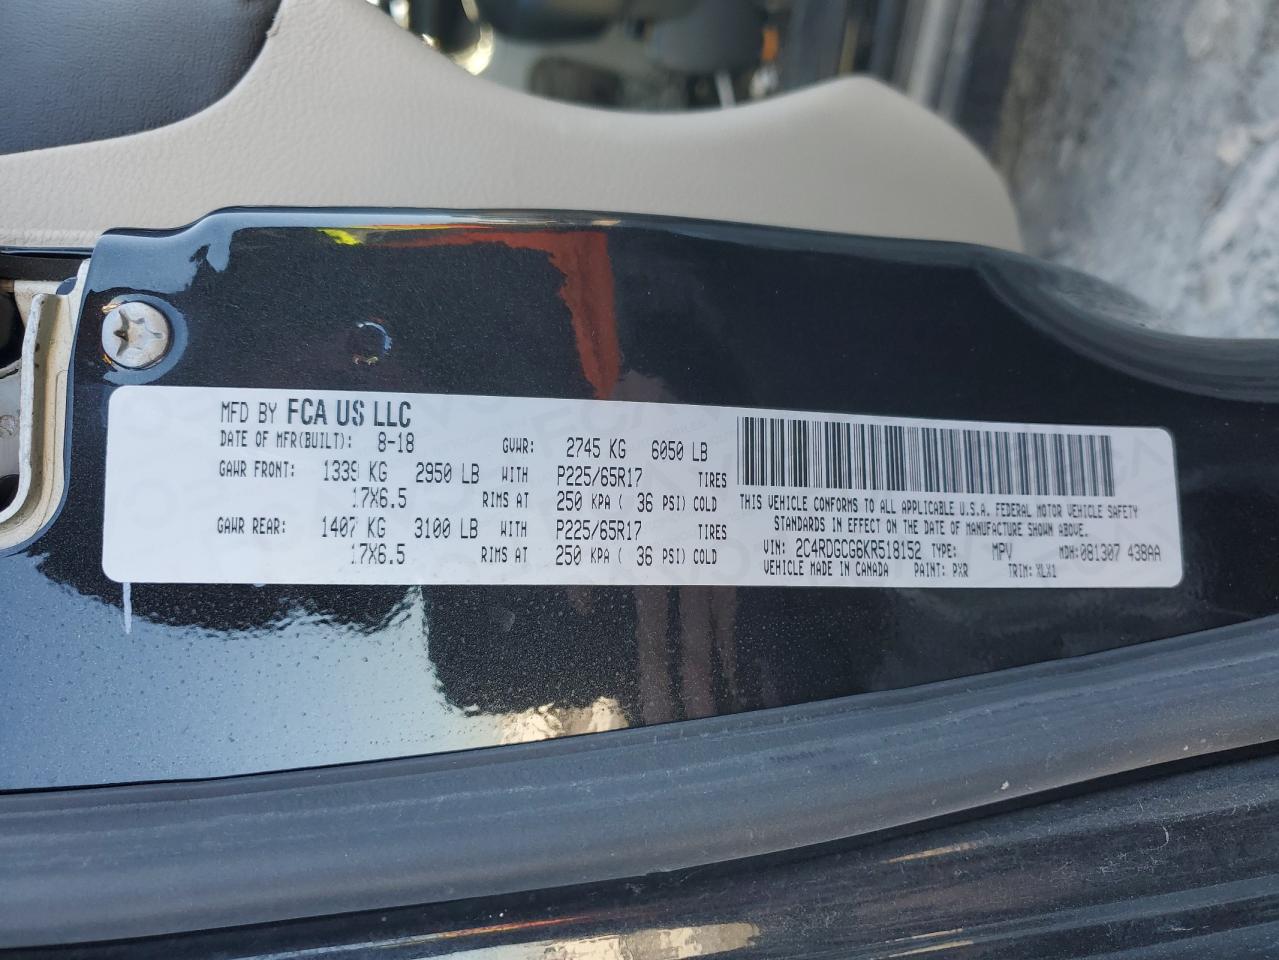 MFD BY FCA US LLC
DATE OF MFR(BUILT): 8-18 GVWR: 2745 KG 6050 LB
GAWR FRONT: 1339 KG 2950 LB WITH P225/65R17 TIRES
17X6.5 RIMS AT 250 KPA ( 36 PSI) COLD
GAWR REAR: 1407 KG 3100 LB WITH P225/65R17 TIRES
17X6.5 RIMS AT 250 KPA ( 36 PSI) COLD
THIS VEHICLE CONFORMS TO ALL APPLICABLE U.S.A. FEDERAL MOTOR VEHICLE SAFETY
STANDARDS IN EFFECT ON THE DATE OF MANUFACTURE SHOWN ABOVE.
VIN: 2C4RDGCG6KR518152 TYPE: MPV MDH: 081307 438AA
VEHICLE MADE IN CANADA PAINT: PXR TRIM: XLX1